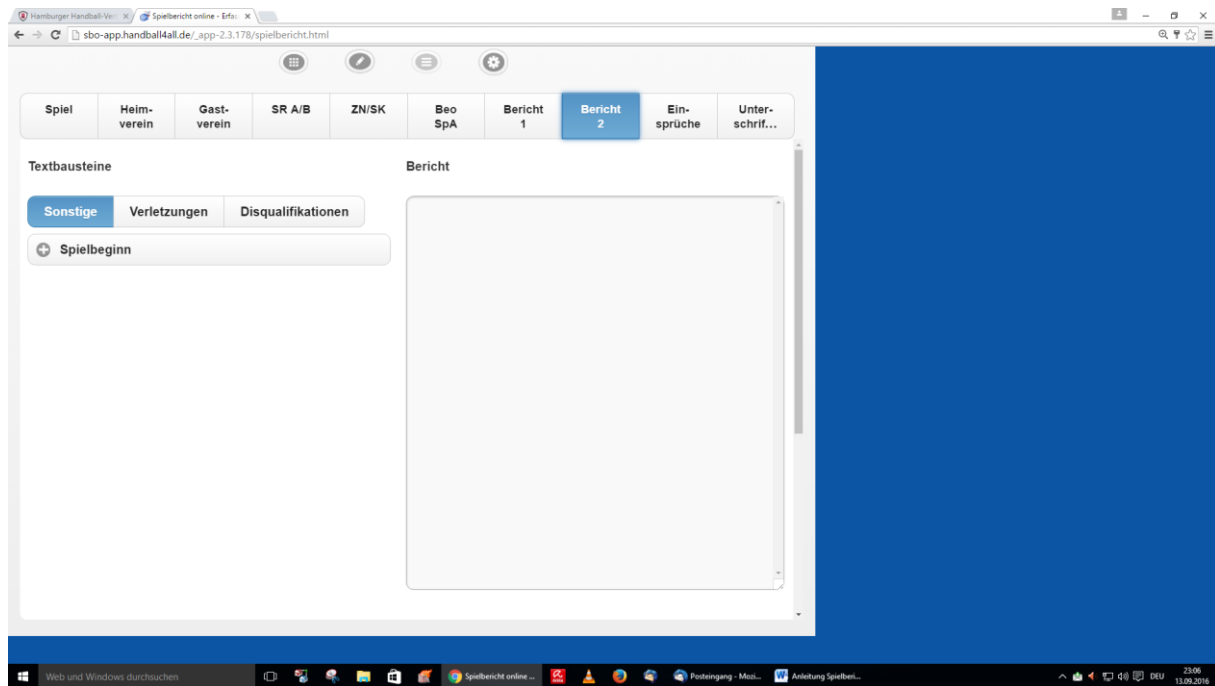 Hamburger Handball-Ver
Spielbericht online - Erfas
sbo-app.handball4all.de/_app-2.3.178/spielbericht.html
Spiel
Heim-
verein
Gast-
verein
SR A/B
ZN/SK
Beo
SpA
Bericht
1
Bericht
2
Ein-
sprüche
Unter-
schrif...
Textbausteine
Bericht
Sonstige
Verletzungen
Disqualifikationen
Spielbeginn
Web und Windows durchsuchen
Spielbericht online ...
Posteingang - Mozi...
Anleitung Spielberi...
DEU
23:06
13.09.2016